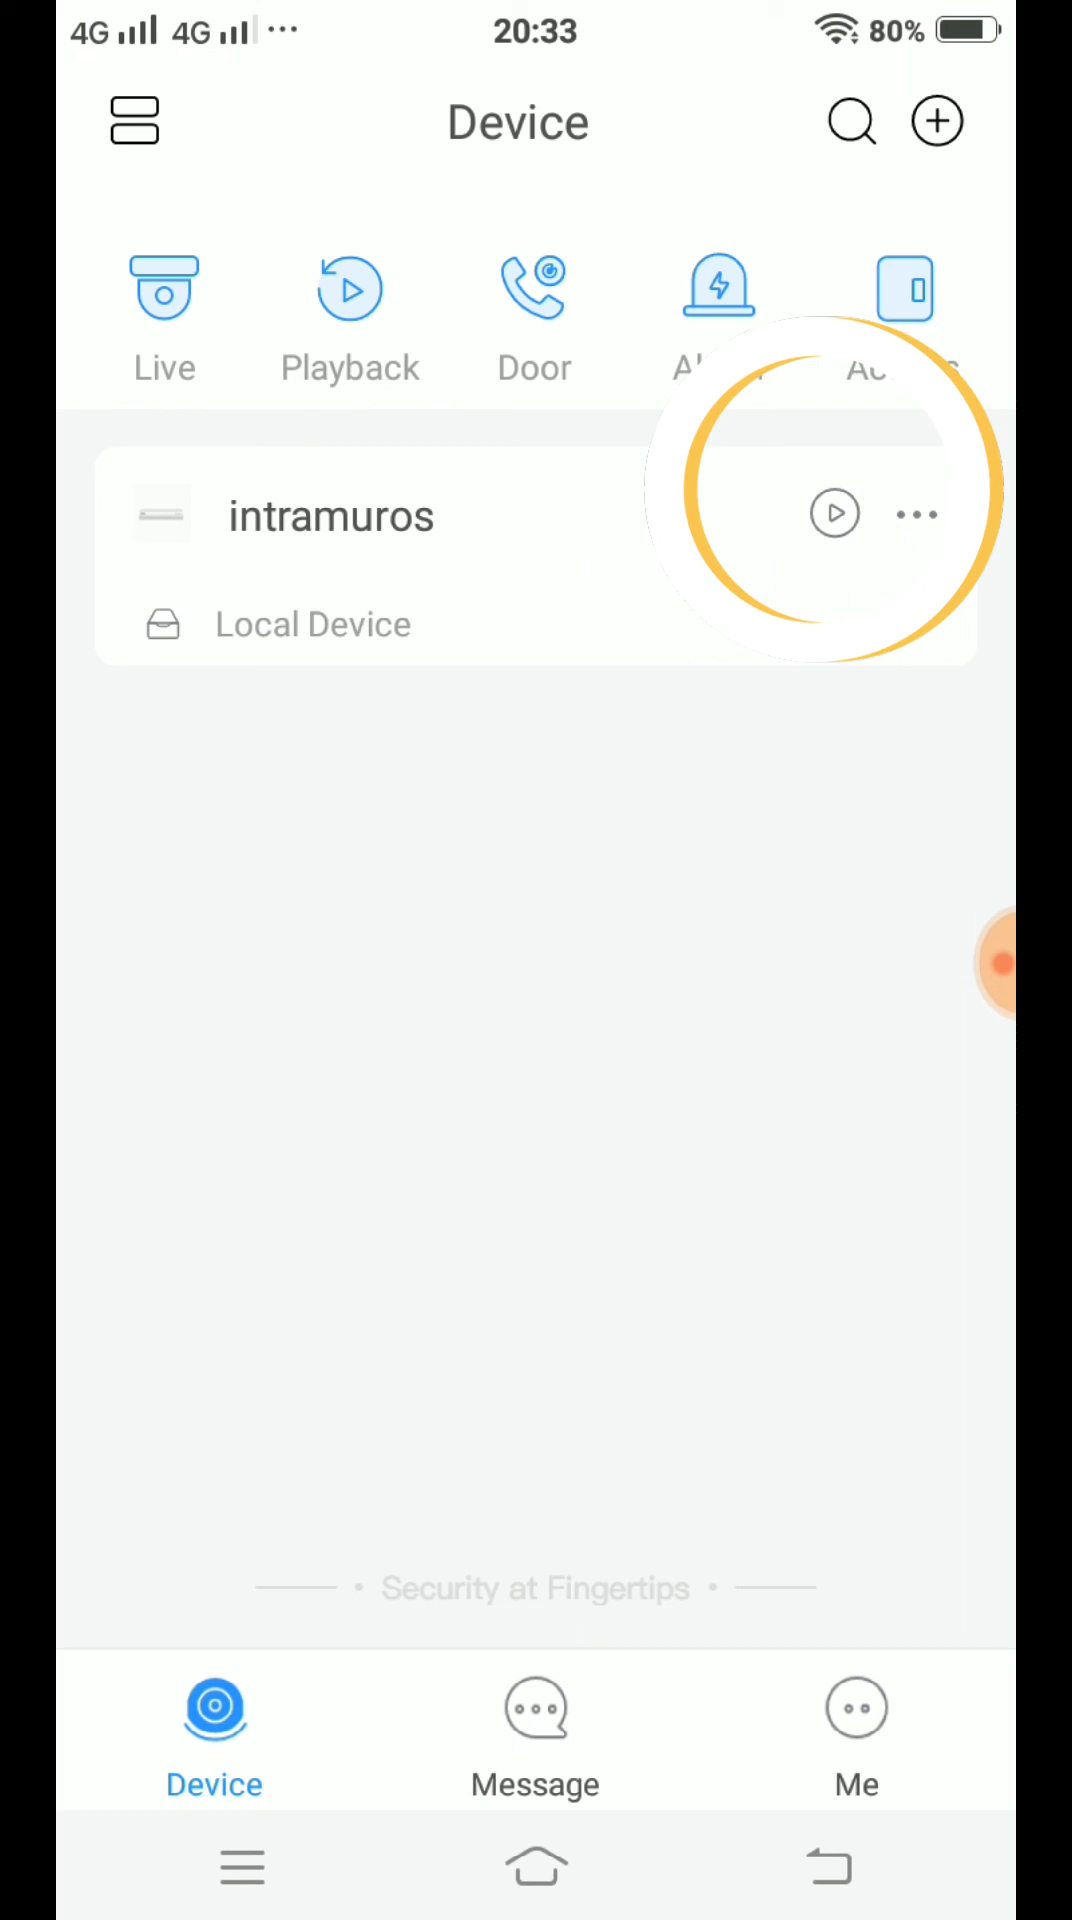 4G 4G 20:33 80%
Device
Live Playback Door
intramuros
Local Device
Security at Fingertips
Device Message Me